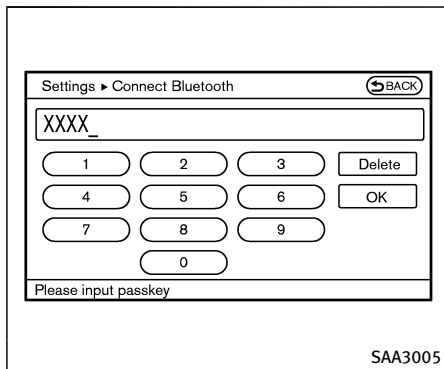 Settings ▸ Connect Bluetooth BACK
XXXX_
1 2 3 Delete
4 5 6 OK
7 8 9
0
Please input passkey
SAA3005